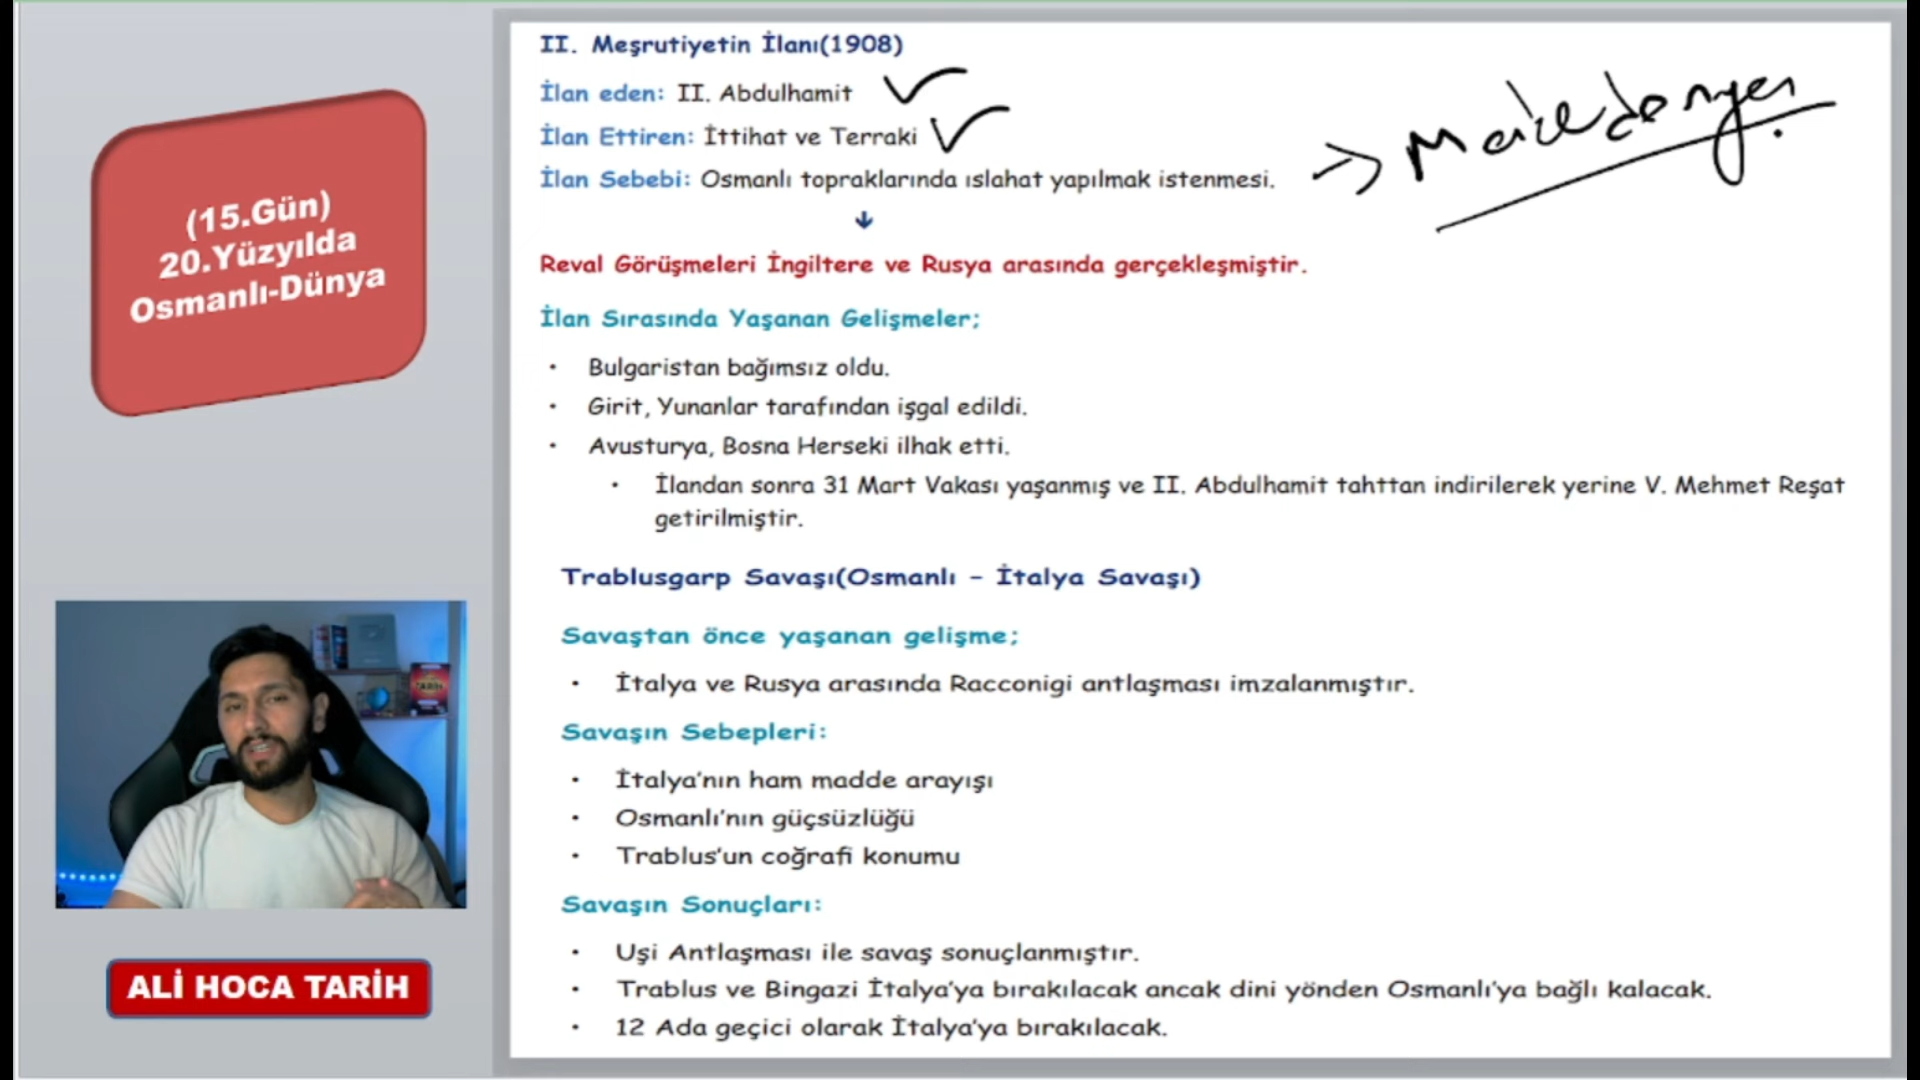 (15.Gün)
20.Yüzyılda
Osmanlı-Dünya
ALİ HOCA TARİH
II. Meşrutiyetin İlanı(1908)
İlan eden: II. Abdulhamit
İlan Ettiren: İttihat ve Terraki
İlan Sebebi: Osmanlı topraklarında ıslahat yapılmak istenmesi.
Makedonya
Reval Görüşmeleri İngiltere ve Rusya arasında gerçekleşmiştir.
İlan Sırasında Yaşanan Gelişmeler;
• Bulgaristan bağımsız oldu.
• Girit, Yunanlar tarafından işgal edildi.
• Avusturya, Bosna Herseki ilhak etti.
• İlandan sonra 31 Mart Vakası yaşanmış ve II. Abdulhamit tahttan indirilerek yerine V. Mehmet Reşat
getirilmiştir.
Trablusgarp Savaşı(Osmanlı – İtalya Savaşı)
Savaştan önce yaşanan gelişme;
• İtalya ve Rusya arasında Racconigi antlaşması imzalanmıştır.
Savaşın Sebepleri:
• İtalya’nın ham madde arayışı
• Osmanlı’nın güçsüzlüğü
• Trablus’un coğrafi konumu
Savaşın Sonuçları:
• Uşi Antlaşması ile savaş sonuçlanmıştır.
• Trablus ve Bingazi İtalya’ya bırakılacak ancak dini yönden Osmanlı’ya bağlı kalacak.
• 12 Ada geçici olarak İtalya’ya bırakılacak.